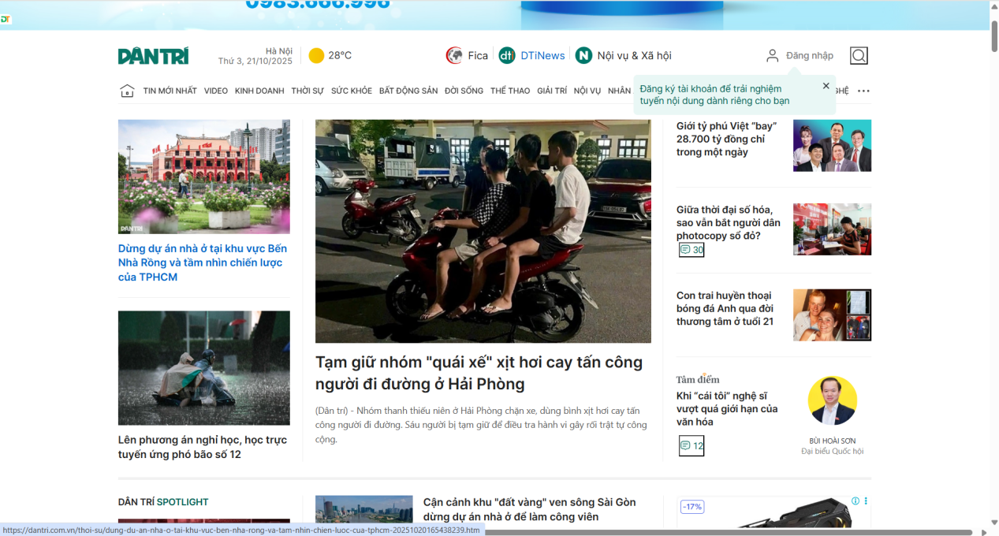 0983.666.996
DT
DÂN TRÍ
Hà Nội
Thứ 3, 21/10/2025
28°C
Fica
dti
DTiNews
N
Nội vụ & Xã hội
Đăng nhập
TIN MỚI NHẤT VIDEO KINH DOANH THỜI SỰ SỨC KHỎE BẤT ĐỘNG SẢN ĐỜI SỐNG THỂ THAO GIẢI TRÍ NỘI VỤ NHÂN
Đăng ký tài khoản để trải nghiệm
tuyến nội dung dành riêng cho bạn
DÂN TRÍ
Dừng dự án nhà ở tại khu vực Bến
Nhà Rồng và tầm nhìn chiến lược
của TPHCM
Lên phương án nghỉ học, học trực
tuyến ứng phó bão số 12
Tạm giữ nhóm "quái xế" xịt hơi cay tấn công
người đi đường ở Hải Phòng
(Dân trí) - Nhóm thanh thiếu niên ở Hải Phòng chặn xe, dùng bình xịt hơi cay tấn
công người đi đường. Sáu người bị tạm giữ để điều tra hành vi gây rối trật tự công
cộng.
Giới tỷ phú Việt “bay”
28.700 tỷ đồng chỉ
trong một ngày
Giữa thời đại số hóa,
sao vẫn bắt người dân
photocopy sổ đỏ?
30
Con trai huyền thoại
bóng đá Anh qua đời
thương tâm ở tuổi 21
Tâm điểm
Khi “cái tôi” nghệ sĩ
vượt quá giới hạn của
văn hóa
12
BÙI HOÀI SƠN
Đại biểu Quốc hội
DÂN TRÍ SPOTLIGHT
Cận cảnh khu "đất vàng" ven sông Sài Gòn
dừng dự án nhà ở để làm công viên
-17%
https://dantri.com.vn/thoi-su/dung-du-an-nha-o-tai-khu-vuc-ben-nha-rong-va-tam-nhin-chien-luoc-cua-tphcm-20251020165438239.htm